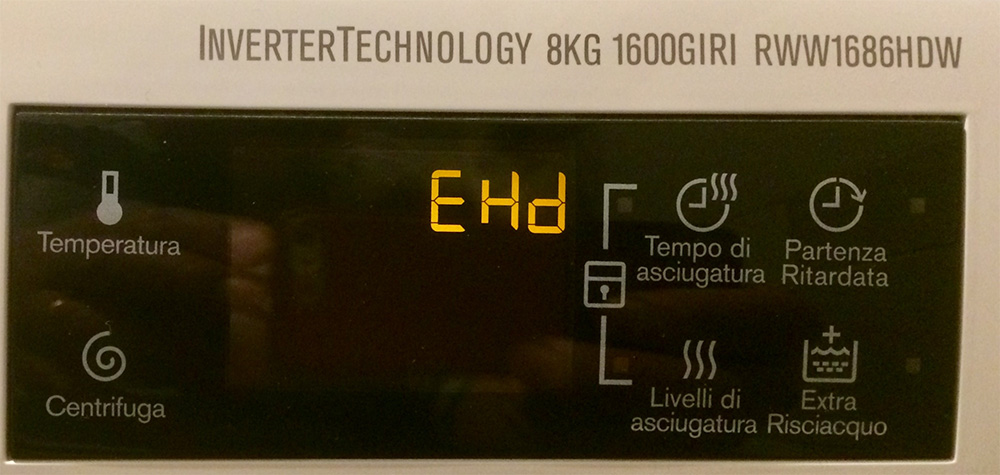 INVERTERTECHNOLOGY 8KG 1600GIRI RWW1686HDW
EHd
Temperatura
Tempo di
asciugatura
Partenza
Ritardata
Centrifuga
Livelli di
asciugatura
Extra
Risciacquo